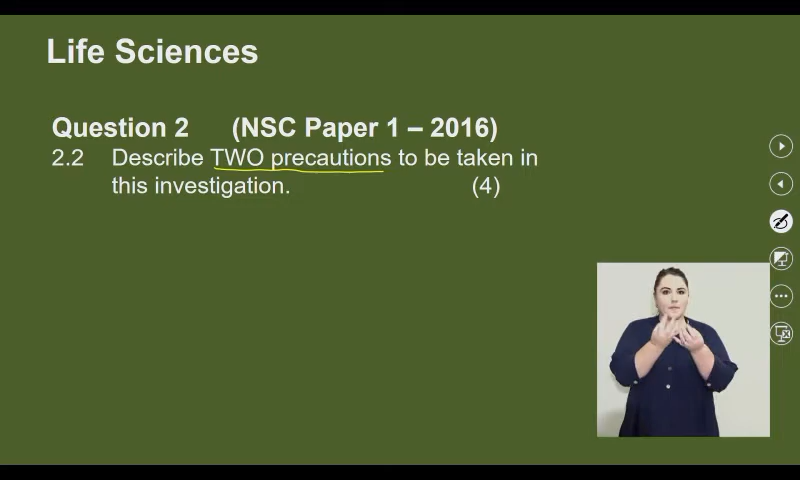 Life Sciences
Question 2 (NSC Paper 1 – 2016)
2.2 Describe TWO precautions to be taken in
this investigation. (4)